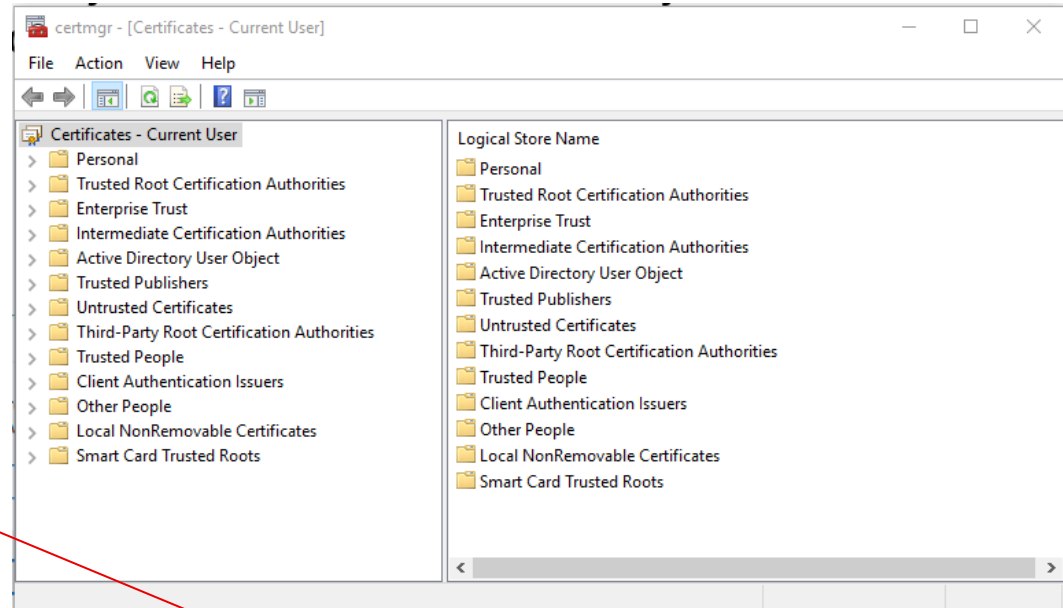 certmgr - [Certificates - Current User]
File Action View Help
Certificates - Current User
Personal
Trusted Root Certification Authorities
Enterprise Trust
Intermediate Certification Authorities
Active Directory User Object
Trusted Publishers
Untrusted Certificates
Third-Party Root Certification Authorities
Trusted People
Client Authentication Issuers
Other People
Local NonRemovable Certificates
Smart Card Trusted Roots
Logical Store Name
Personal
Trusted Root Certification Authorities
Enterprise Trust
Intermediate Certification Authorities
Active Directory User Object
Trusted Publishers
Untrusted Certificates
Third-Party Root Certification Authorities
Trusted People
Client Authentication Issuers
Other People
Local NonRemovable Certificates
Smart Card Trusted Roots